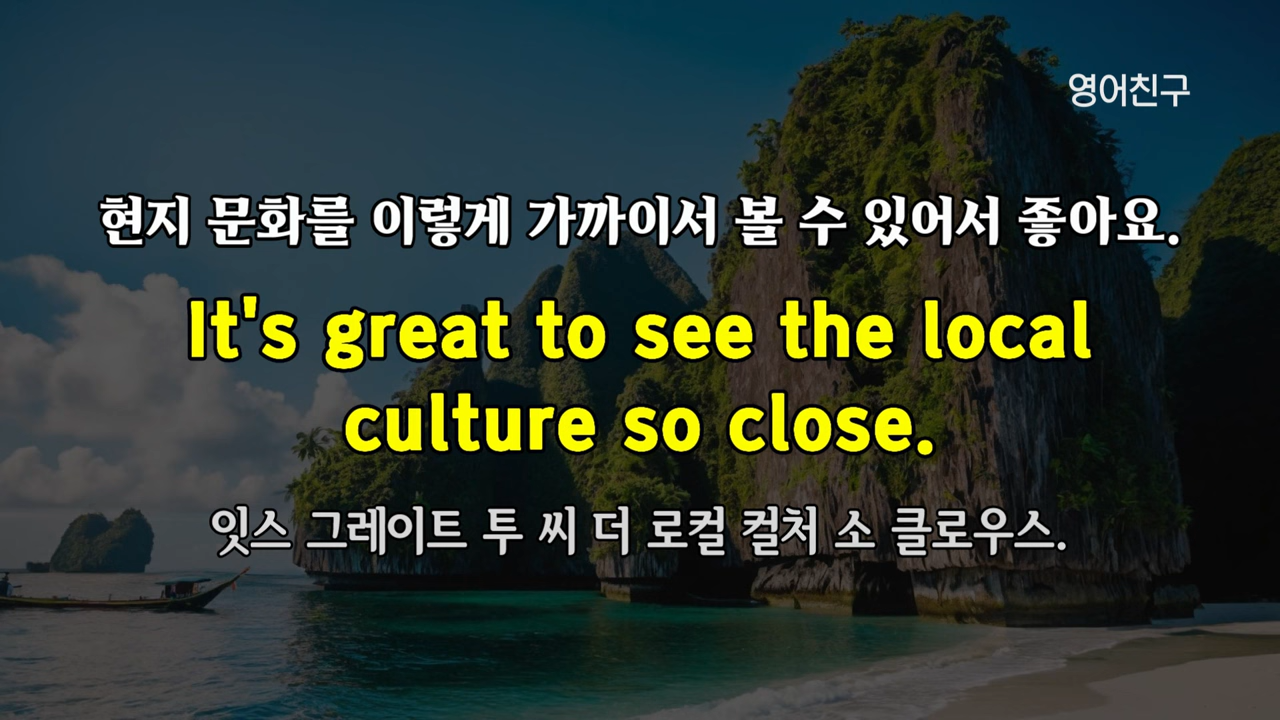 영어친구
현지 문화를 이렇게 가까이서 볼 수 있어서 좋아요.
It's great to see the local
culture so close.
잇스 그레이트 투 씨 더 로컬 컬처 소 클로우스.